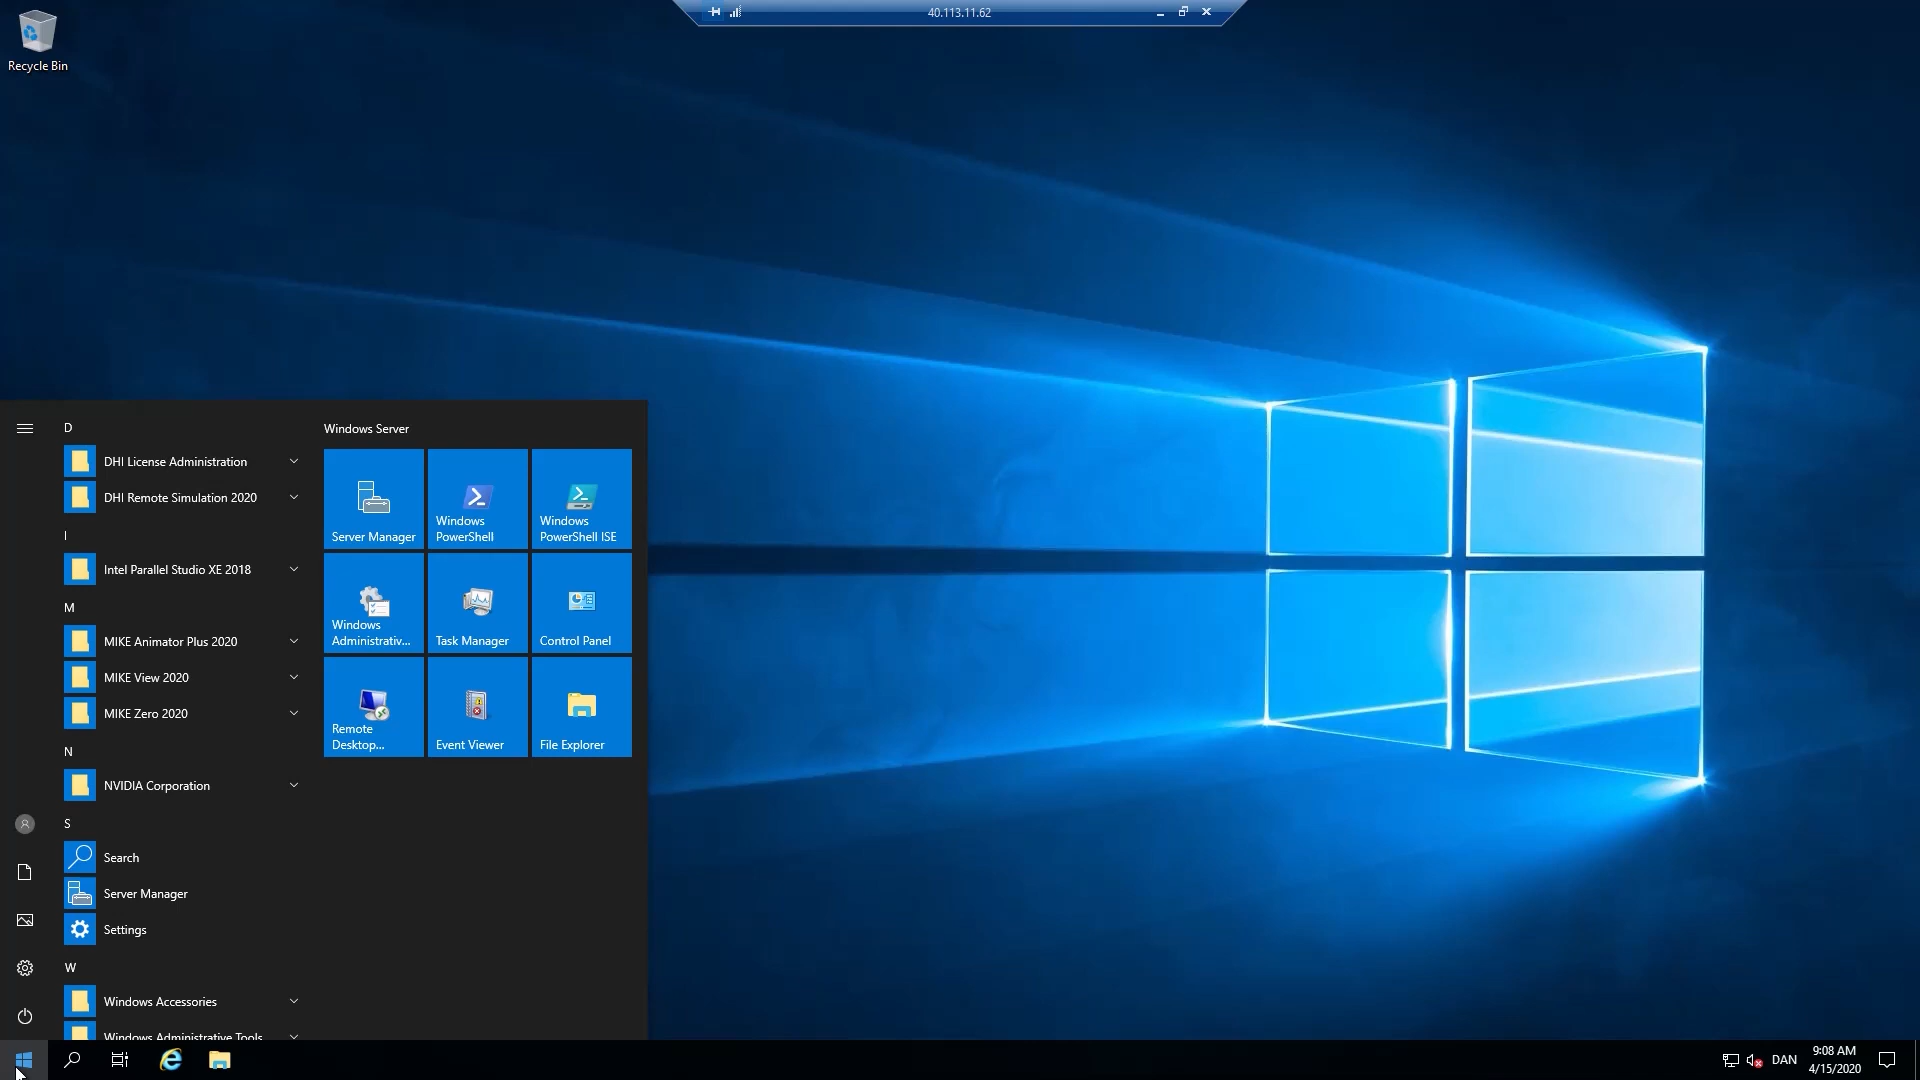 40.113.11.62
Recycle Bin
D
DHI License Administration
DHI Remote Simulation 2020
I
Intel Parallel Studio XE 2018
M
MIKE Animator Plus 2020
MIKE View 2020
MIKE Zero 2020
N
NVIDIA Corporation
S
Search
Server Manager
Settings
W
Windows Accessories
Windows Administrative Tools
Windows Server
Server Manager
Windows
PowerShell
Windows
PowerShell ISE
Windows
Administrativ...
Task Manager
Control Panel
Remote
Desktop...
Event Viewer
File Explorer
DAN
9:08 AM
4/15/2020